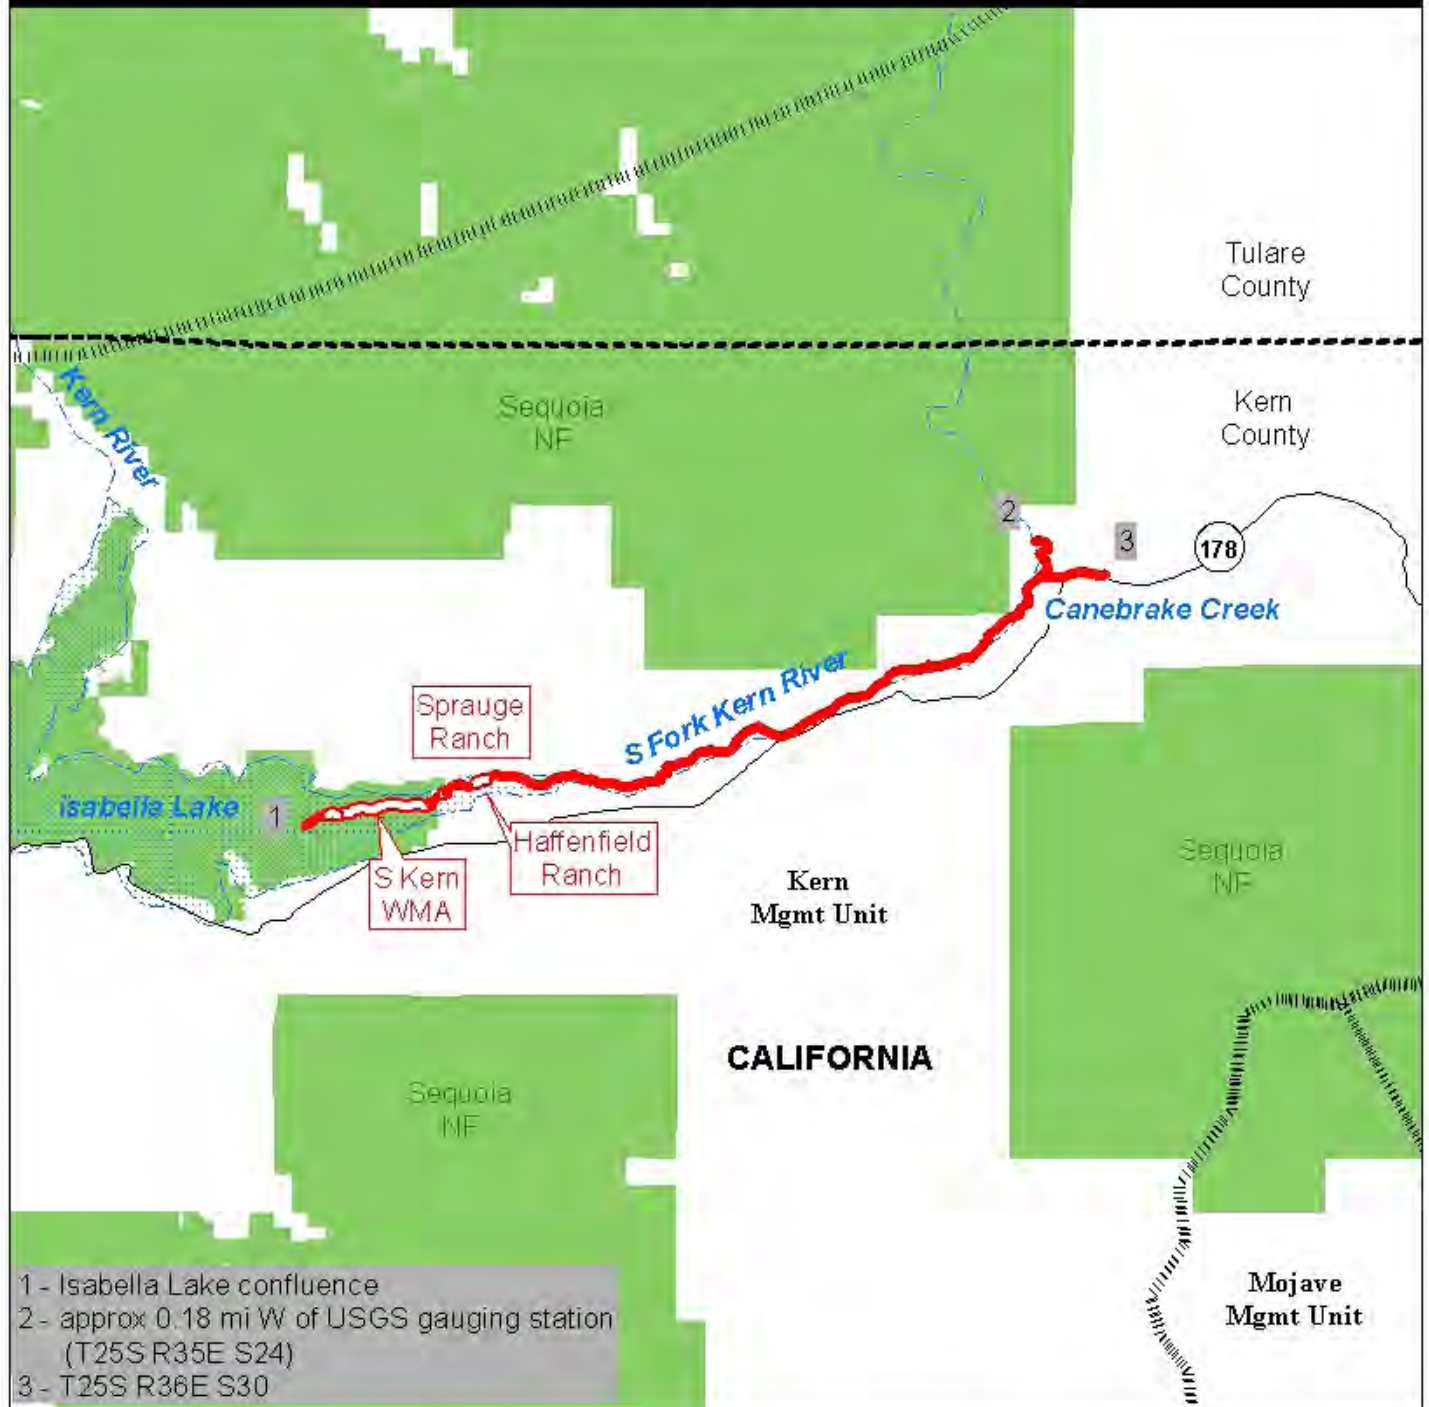 Tulare
County
Kern River
Sequoia
NF
Kern
County
2
3
178
Canebrake Creek
S Fork Kern River
Sprauge
Ranch
Isabella Lake
1
Haffenfield
Ranch
S Kern
WMA
Kern
Mgmt Unit
Sequoia
NF
CALIFORNIA
Sequoia
NF
1 - Isabella Lake confluence
2 - approx 0.18 mi W of USGS gauging station
(T25S R35E S24)
3 - T25S R36E S30
Mojave
Mgmt Unit